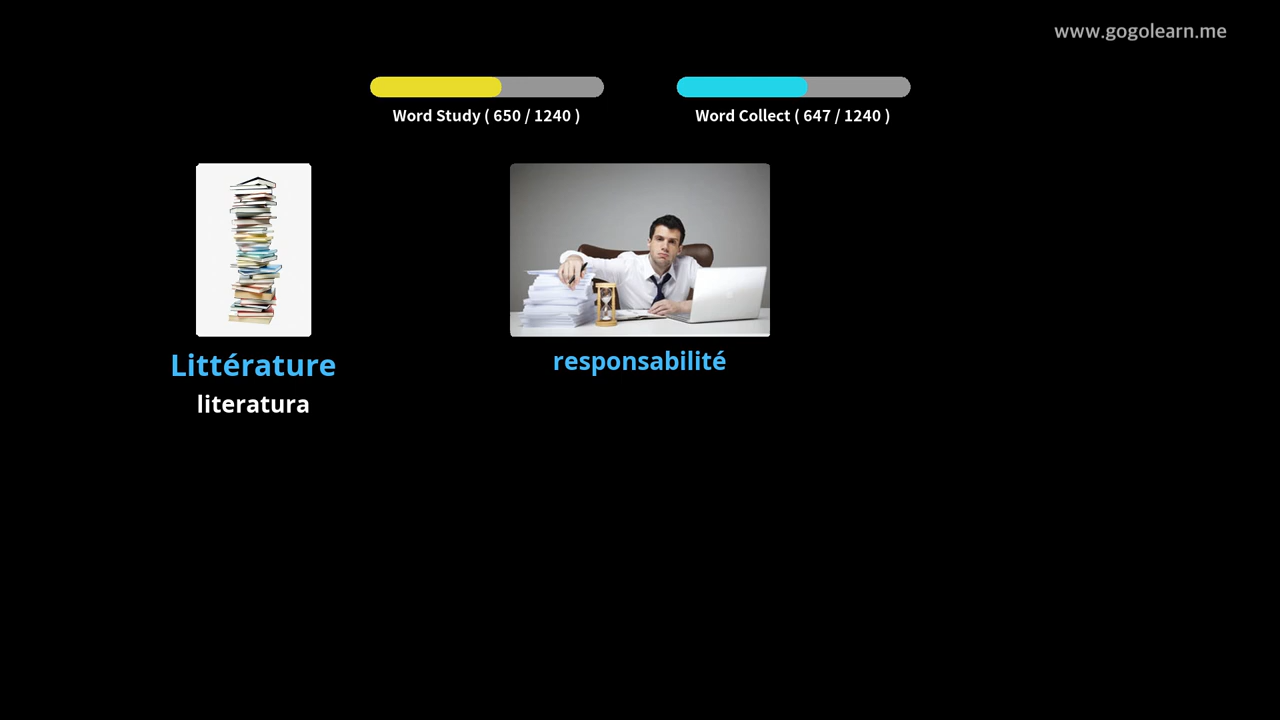 www.gogolearn.me
Word Study ( 650 / 1240 )
Word Collect ( 647 / 1240 )
Littérature
literatura
responsabilité